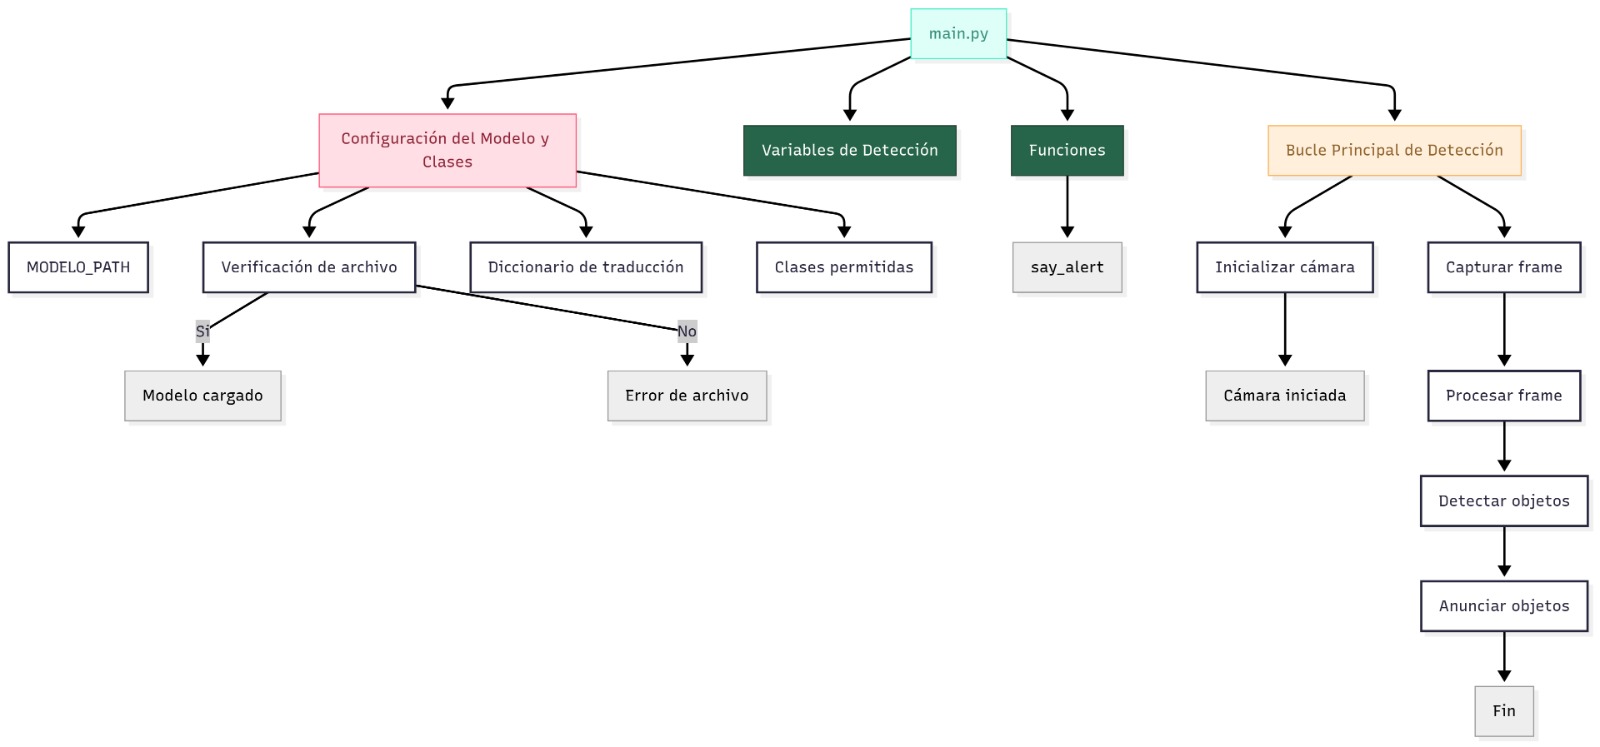 main.py
Configuración del Modelo y
Clases
Variables de Detección
Funciones
Bucle Principal de Detección
MODELO_PATH
Verificación de archivo
Diccionario de traducción
Clases permitidas
say_alert
Inicializar cámara
Capturar frame
Si
No
Modelo cargado
Error de archivo
Cámara iniciada
Procesar frame
Detectar objetos
Anunciar objetos
Fin